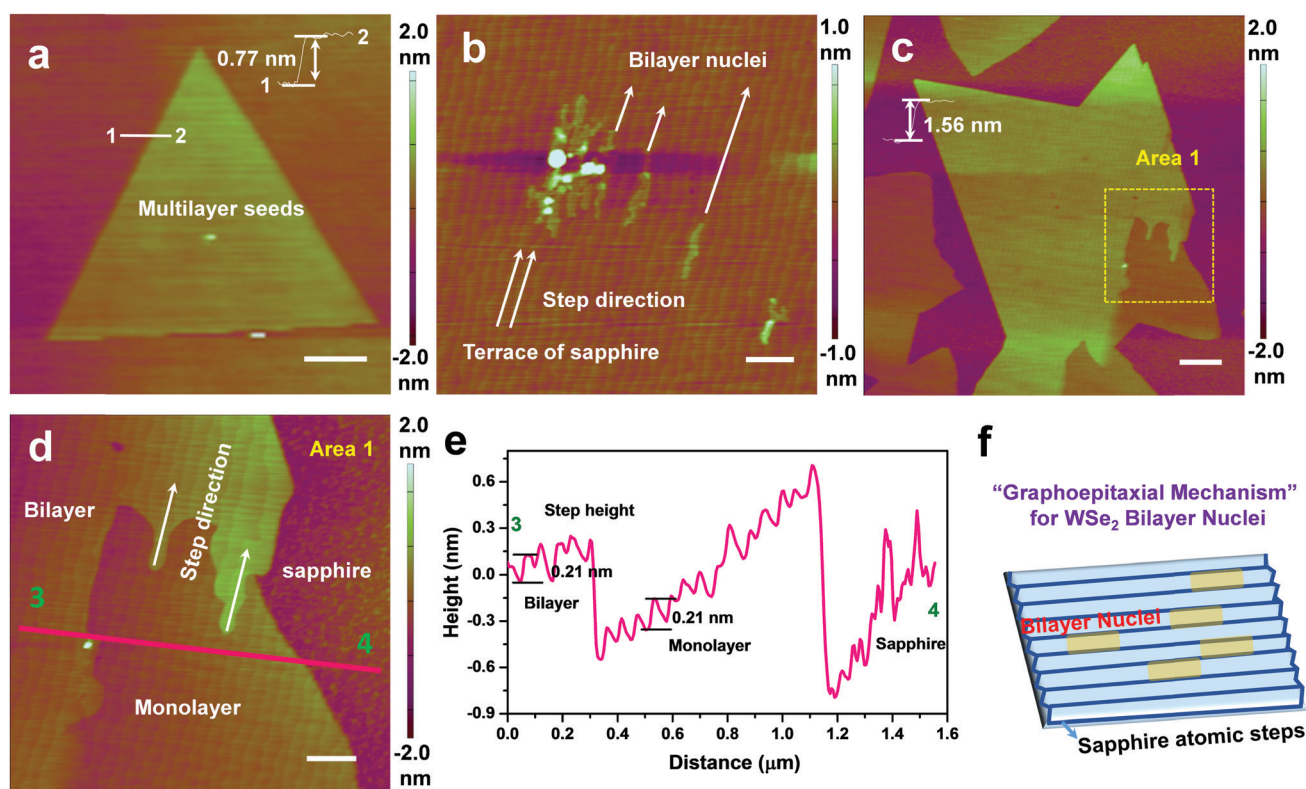 a
0.77 nm
2
1
1
2
Multilayer seeds
2.0
nm
-2.0
nm
b
Bilayer nuclei
Step direction
Terrace of sapphire
1.0
nm
-1.0
nm
c
1.56 nm
Area 1
2.0
nm
-2.0
nm
d
Area 1
Bilayer
Step direction
sapphire
3
4
Monolayer
2.0
nm
-2.0
nm
e
Height (nm)
0.6
0.3
0.0
-0.3
-0.6
-0.9
3
Step height
0.21 nm
Bilayer
0.21 nm
Monolayer
4
Sapphire
0.0 0.2 0.4 0.6 0.8 1.0 1.2 1.4 1.6
Distance (μm)
f
“Graphoepitaxial Mechanism”
for WSe₂ Bilayer Nuclei
Bilayer Nuclei
Sapphire atomic steps